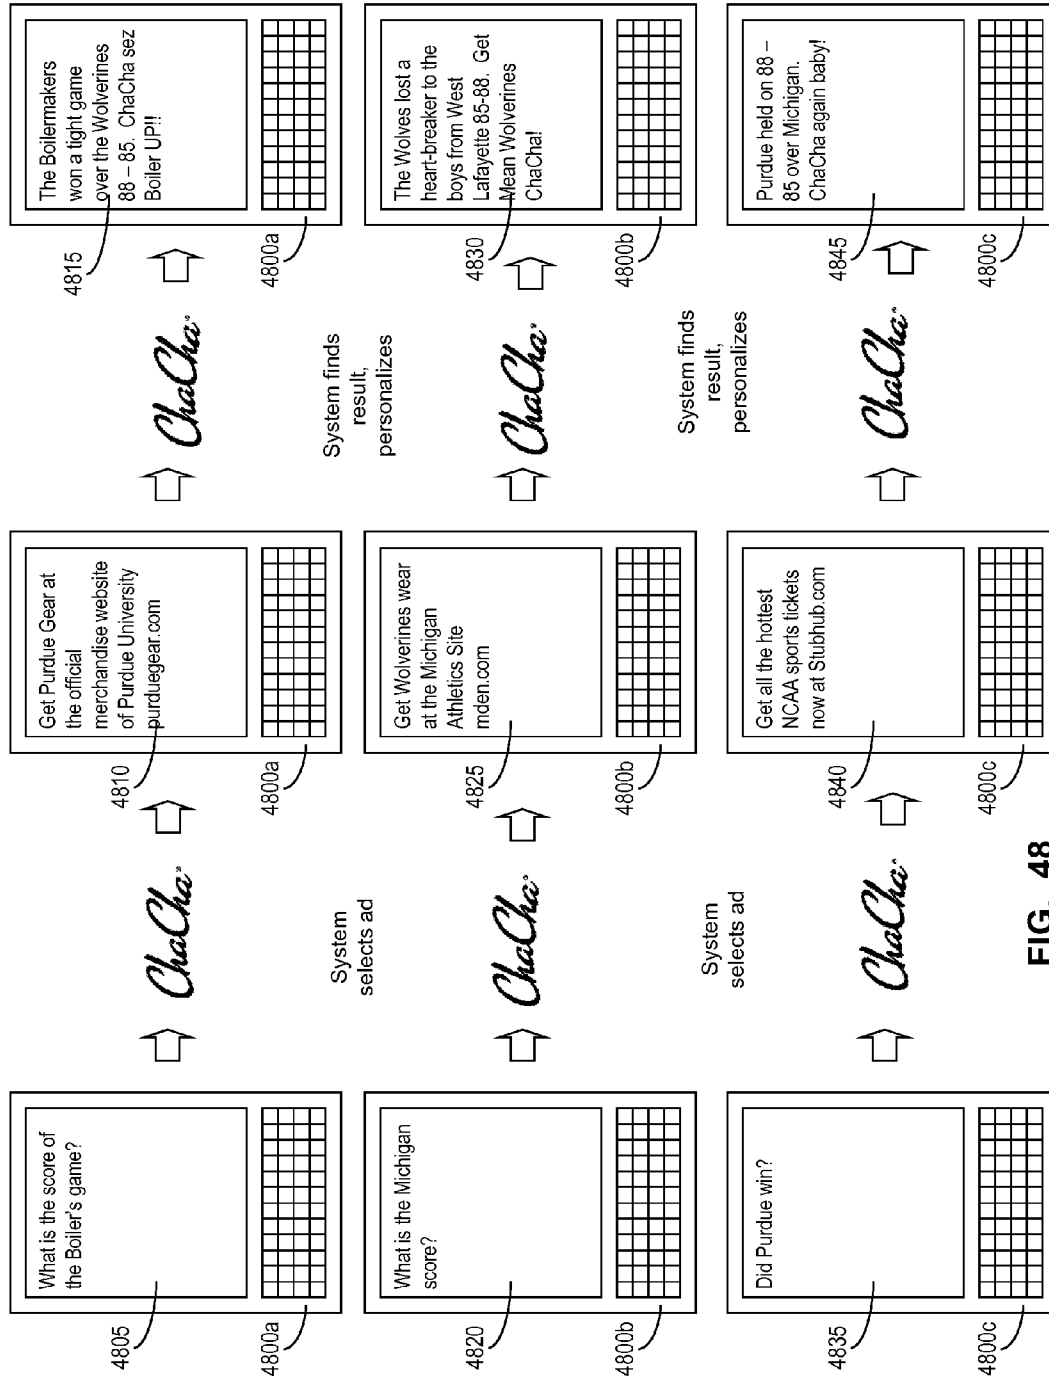 What is the score of
the Boiler's game?
4805
4800a
ChaCha
Get Purdue Gear at
the official
merchandise website
of Purdue University
purduegear.com
4810
4800a
ChaCha
The Boilermakers
won a tight game
over the Wolverines
88 – 85. ChaCha sez
Boiler UP!!
4815
4800a
System
selects ad
System finds
result,
personalizes
What is the Michigan
score?
4820
4800b
ChaCha
Get Wolverines wear
at the Michigan
Athletics Site
mden.com
4825
4800b
ChaCha
The Wolves lost a
heart-breaker to the
boys from West
Lafayette 85-88. Get
Mean Wolverines
ChaCha!
4830
4800b
System
selects ad
System finds
result,
personalizes
Did Purdue win?
4835
4800c
ChaCha
Get all the hottest
NCAA sports tickets
now at Stubhub.com
4840
4800c
ChaCha
Purdue held on 88 –
85 over Michigan.
ChaCha again baby!
4845
4800c
FIG. 48